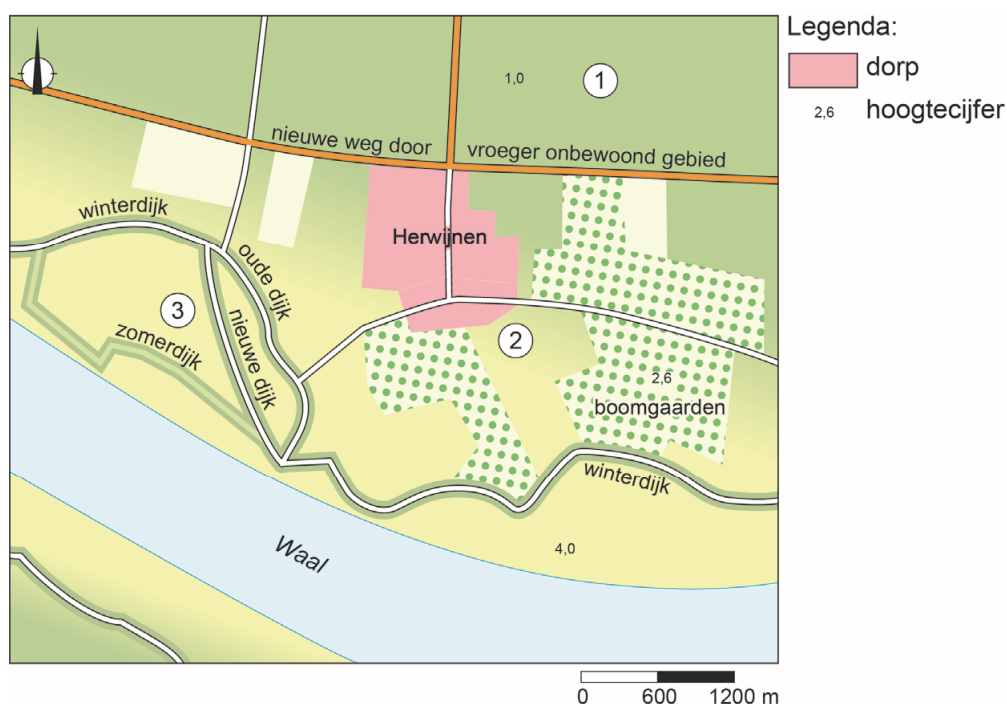 Legenda:
dorp
2,6 hoogtecijfer
1,0
1
nieuwe weg door vroeger onbewoond gebied
winterdijk
Herwijnen
oude dijk
3
nieuwe dijk
zomerdijk
2
2,6
boomgaarden
winterdijk
Waal
4,0
0 600 1200 m